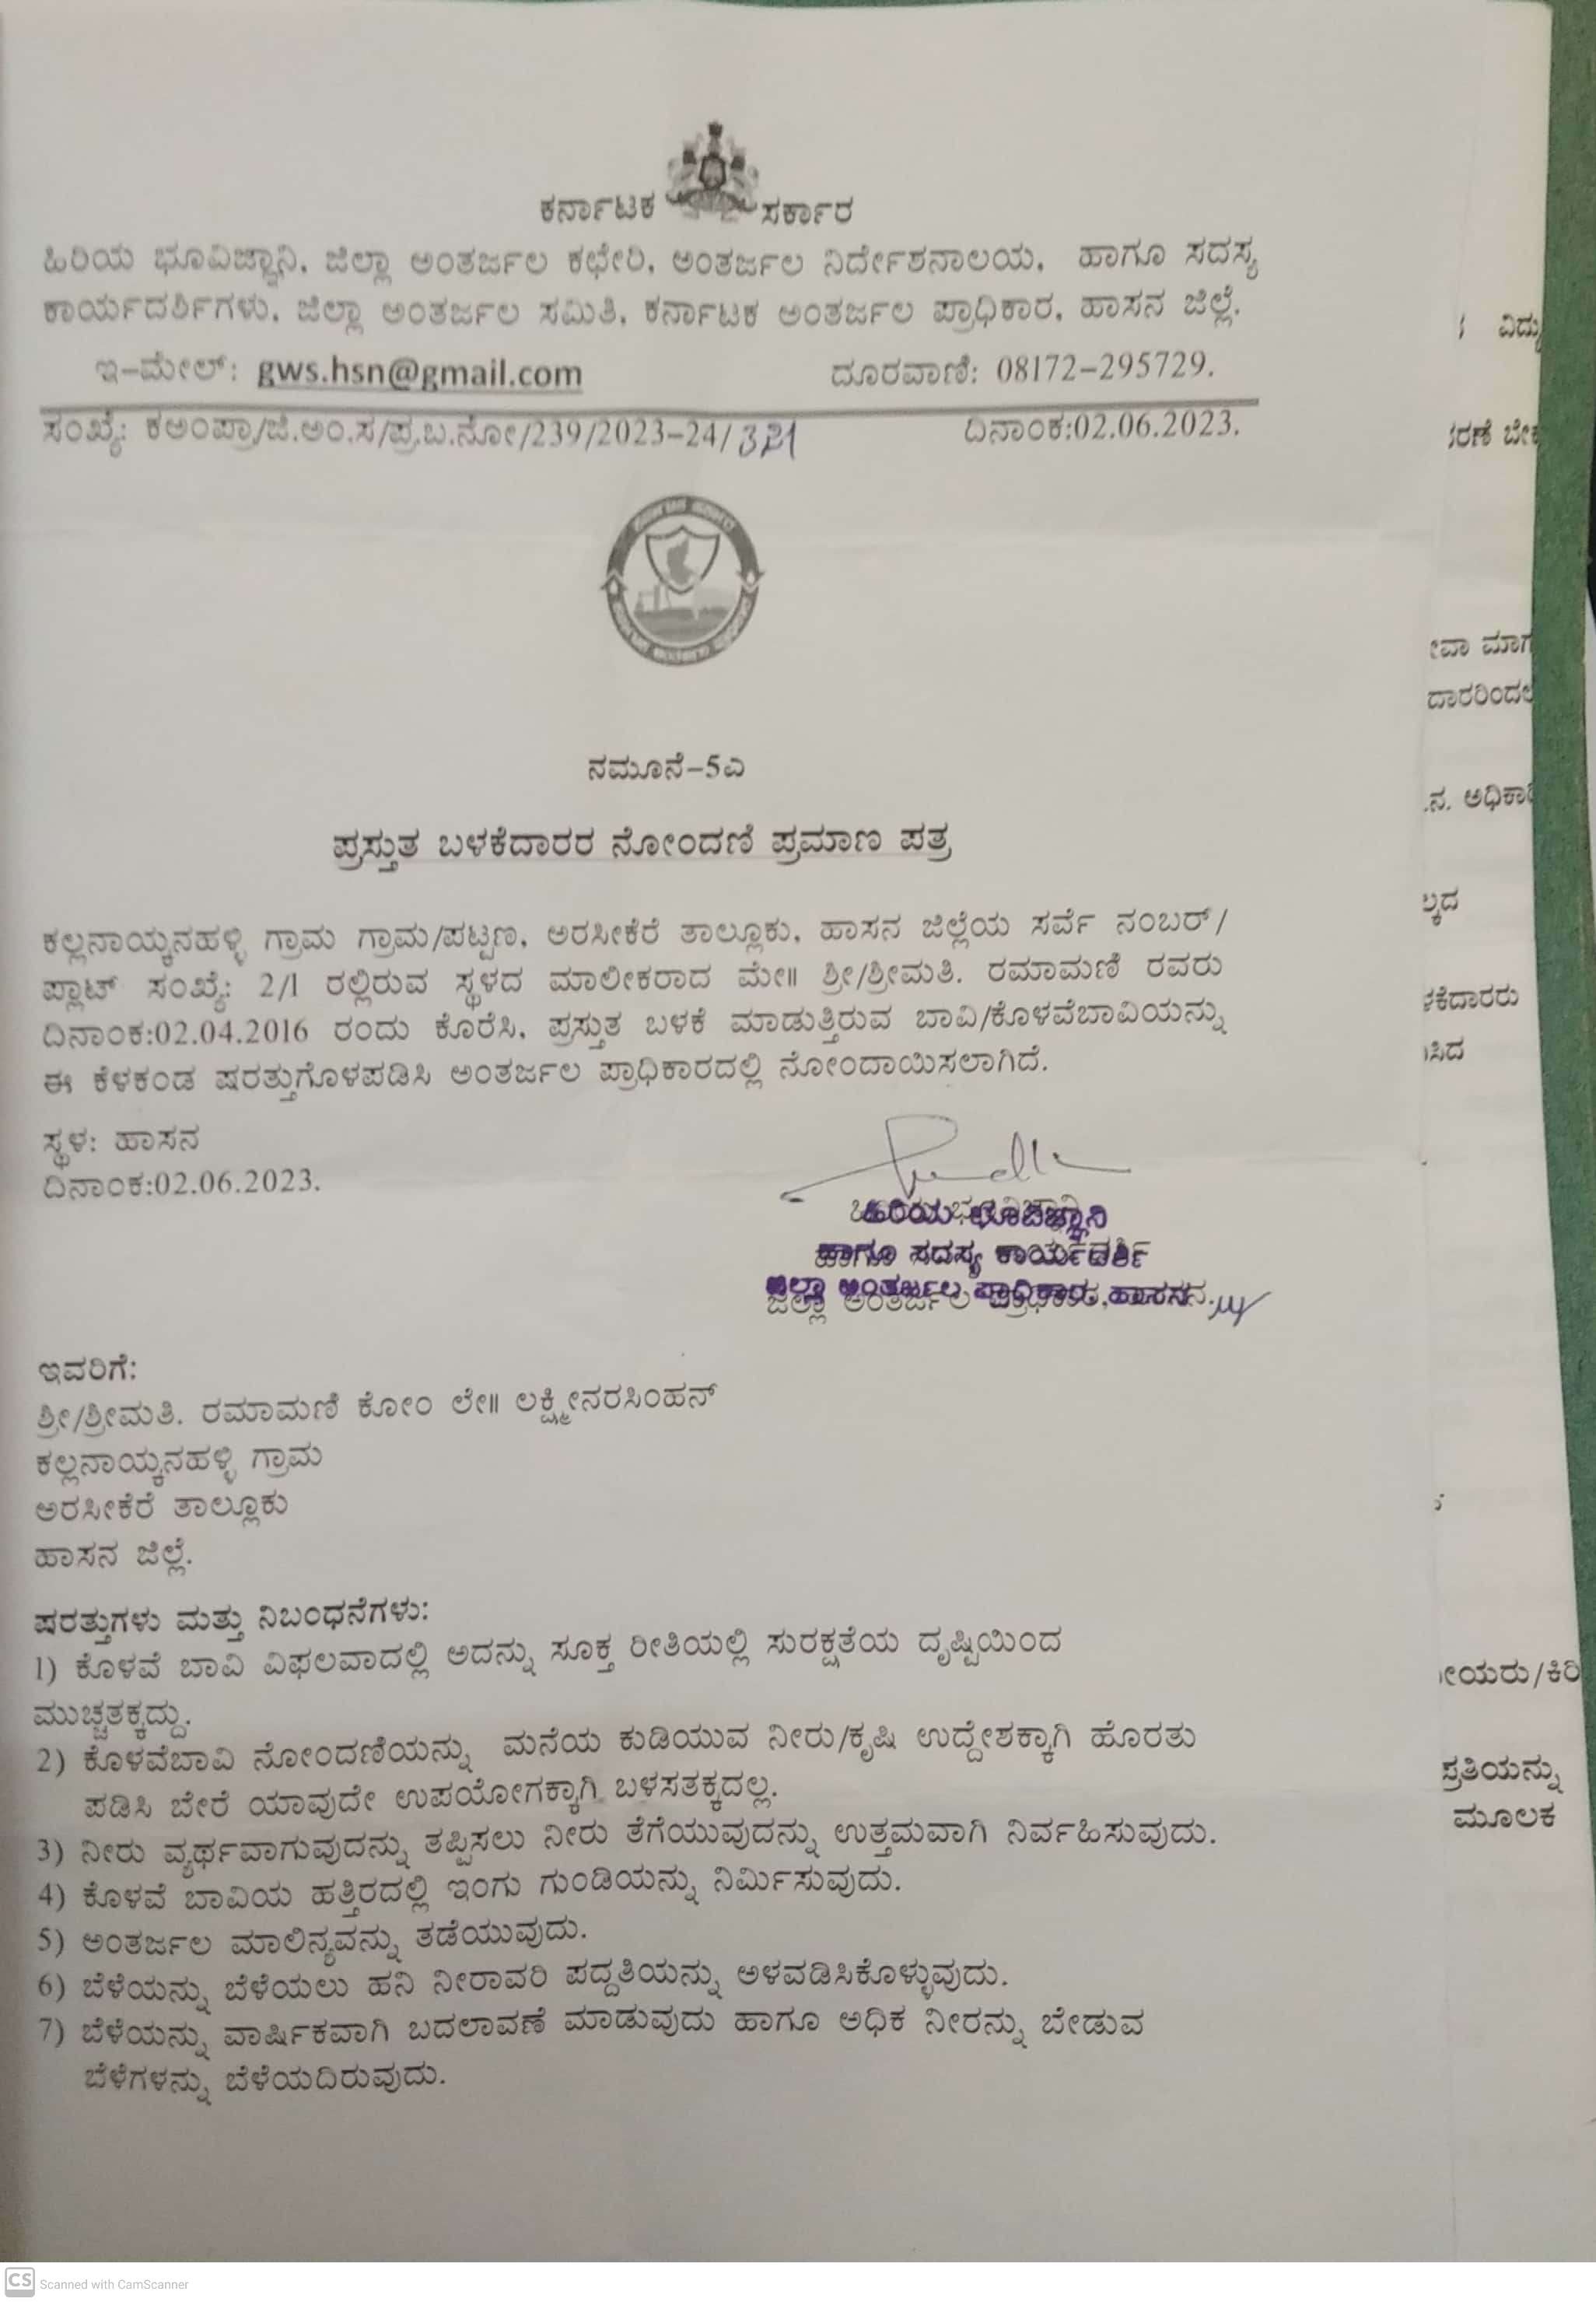 ಕರ್ನಾಟಕ ಸರ್ಕಾರ
ಹಿರಿಯ ಭೂವಿಜ್ಞಾನಿ, ಜಿಲ್ಲಾ ಅಂತರ್ಜಲ ಕಛೇರಿ, ಅಂತರ್ಜಲ ನಿರ್ದೇಶನಾಲಯ, ಹಾಗೂ ಸದಸ್ಯ
ಕಾರ್ಯದರ್ಶಿಗಳು, ಜಿಲ್ಲಾ ಅಂತರ್ಜಲ ಸಮಿತಿ, ಕರ್ನಾಟಕ ಅಂತರ್ಜಲ ಪ್ರಾಧಿಕಾರ, ಹಾಸನ ಜಿಲ್ಲೆ.
ಇ-ಮೇಲ್: gws.hsn@gmail.com ದೂರವಾಣಿ: 08172-295729.
ಸಂಖ್ಯೆ: ಕಅಂಪ್ರಾ/ಜಿ.ಅಂ.ಸ/ಪ್ರ.ಬ.ನೋ/239/2023-24/ ದಿನಾಂಕ:02.06.2023.
ನಮೂನೆ-5ಎ
ಪ್ರಸ್ತುತ ಬಳಕೆದಾರರ ನೋಂದಣಿ ಪ್ರಮಾಣ ಪತ್ರ
ಕಲ್ಲನಾಯ್ಕನಹಳ್ಳಿ ಗ್ರಾಮ ಗ್ರಾಮ/ಪಟ್ಟಣ, ಅರಸೀಕೆರೆ ತಾಲ್ಲೂಕು, ಹಾಸನ ಜಿಲ್ಲೆಯ ಸರ್ವೆ ನಂಬರ್/
ಪ್ಲಾಟ್ ಸಂಖ್ಯೆ: 2/1 ರಲ್ಲಿರುವ ಸ್ಥಳದ ಮಾಲೀಕರಾದ ಮೇ॥ ಶ್ರೀ/ಶ್ರೀಮತಿ. ರಮಾಮಣಿ ರವರು
ದಿನಾಂಕ:02.04.2016 ರಂದು ಕೊರೆಸಿ, ಪ್ರಸ್ತುತ ಬಳಕೆ ಮಾಡುತ್ತಿರುವ ಬಾವಿ/ಕೊಳವೆಬಾವಿಯನ್ನು
ಈ ಕೆಳಕಂಡ ಷರತ್ತುಗೊಳಪಡಿಸಿ ಅಂತರ್ಜಲ ಪ್ರಾಧಿಕಾರದಲ್ಲಿ ನೋಂದಾಯಿಸಲಾಗಿದೆ.
ಸ್ಥಳ: ಹಾಸನ
ದಿನಾಂಕ:02.06.2023.
ಹಿರಿಯ ಭೂವಿಜ್ಞಾನಿ
ಹಾಗೂ ಸದಸ್ಯ ಕಾರ್ಯದರ್ಶಿ
ಜಿಲ್ಲಾ ಅಂತರ್ಜಲ ಪ್ರಾಧಿಕಾರ, ಹಾಸನ.
ಇವರಿಗೆ:
ಶ್ರೀ/ಶ್ರೀಮತಿ. ರಮಾಮಣಿ ಕೋಂ ಲೇ॥ ಲಕ್ಷ್ಮೀನರಸಿಂಹನ್
ಕಲ್ಲನಾಯ್ಕನಹಳ್ಳಿ ಗ್ರಾಮ
ಅರಸೀಕೆರೆ ತಾಲ್ಲೂಕು
ಹಾಸನ ಜಿಲ್ಲೆ.
ಷರತ್ತುಗಳು ಮತ್ತು ನಿಬಂಧನೆಗಳು:
1) ಕೊಳವೆ ಬಾವಿ ವಿಫಲವಾದಲ್ಲಿ ಅದನ್ನು ಸೂಕ್ತ ರೀತಿಯಲ್ಲಿ ಸುರಕ್ಷತೆಯ ದೃಷ್ಟಿಯಿಂದ
ಮುಚ್ಚತಕ್ಕದ್ದು.
2) ಕೊಳವೆಬಾವಿ ನೋಂದಣಿಯನ್ನು ಮನೆಯ ಕುಡಿಯುವ ನೀರು/ಕೃಷಿ ಉದ್ದೇಶಕ್ಕಾಗಿ ಹೊರತು
ಪಡಿಸಿ ಬೇರೆ ಯಾವುದೇ ಉಪಯೋಗಕ್ಕಾಗಿ ಬಳಸತಕ್ಕದಲ್ಲ.
3) ನೀರು ವ್ಯರ್ಥವಾಗುವುದನ್ನು ತಪ್ಪಿಸಲು ನೀರು ತೆಗೆಯುವುದನ್ನು ಉತ್ತಮವಾಗಿ ನಿರ್ವಹಿಸುವುದು.
4) ಕೊಳವೆ ಬಾವಿಯ ಹತ್ತಿರದಲ್ಲಿ ಇಂಗು ಗುಂಡಿಯನ್ನು ನಿರ್ಮಿಸುವುದು.
5) ಅಂತರ್ಜಲ ಮಾಲಿನ್ಯವನ್ನು ತಡೆಯುವುದು.
6) ಬೆಳೆಯನ್ನು ಬೆಳೆಯಲು ಹನಿ ನೀರಾವರಿ ಪದ್ದತಿಯನ್ನು ಅಳವಡಿಸಿಕೊಳ್ಳುವುದು.
7) ಬೆಳೆಯನ್ನು ವಾರ್ಷಿಕವಾಗಿ ಬದಲಾವಣೆ ಮಾಡುವುದು ಹಾಗೂ ಅಧಿಕ ನೀರನ್ನು ಬೇಡುವ
ಬೆಳೆಗಳನ್ನು ಬೆಳೆಯದಿರುವುದು.
ಪ್ರತಿಯನ್ನು
ಮೂಲಕ
CS Scanned with CamScanner